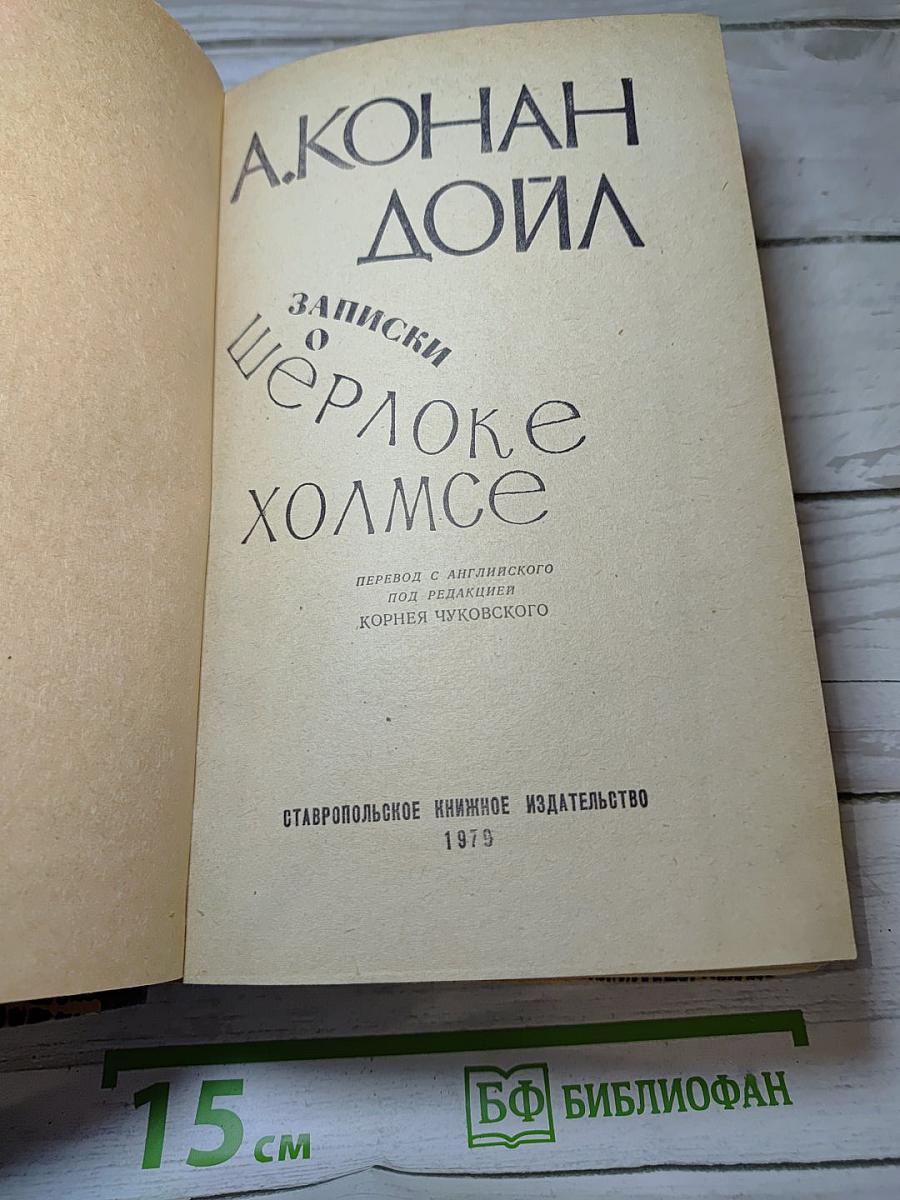 А.КОНАН
ДОЙЛ
ЗАПИСКИ
О
ШЕРЛОКЕ
ХОЛМСЕ
ПЕРЕВОД С АНГЛИЙСКОГО
ПОД РЕДАКЦИЕЙ
КОРНЕЯ ЧУКОВСКОГО
СТАВРОПОЛЬСКОЕ КНИЖНОЕ ИЗДАТЕЛЬСТВО
1979
15 см
БФ БИБЛИОФАН